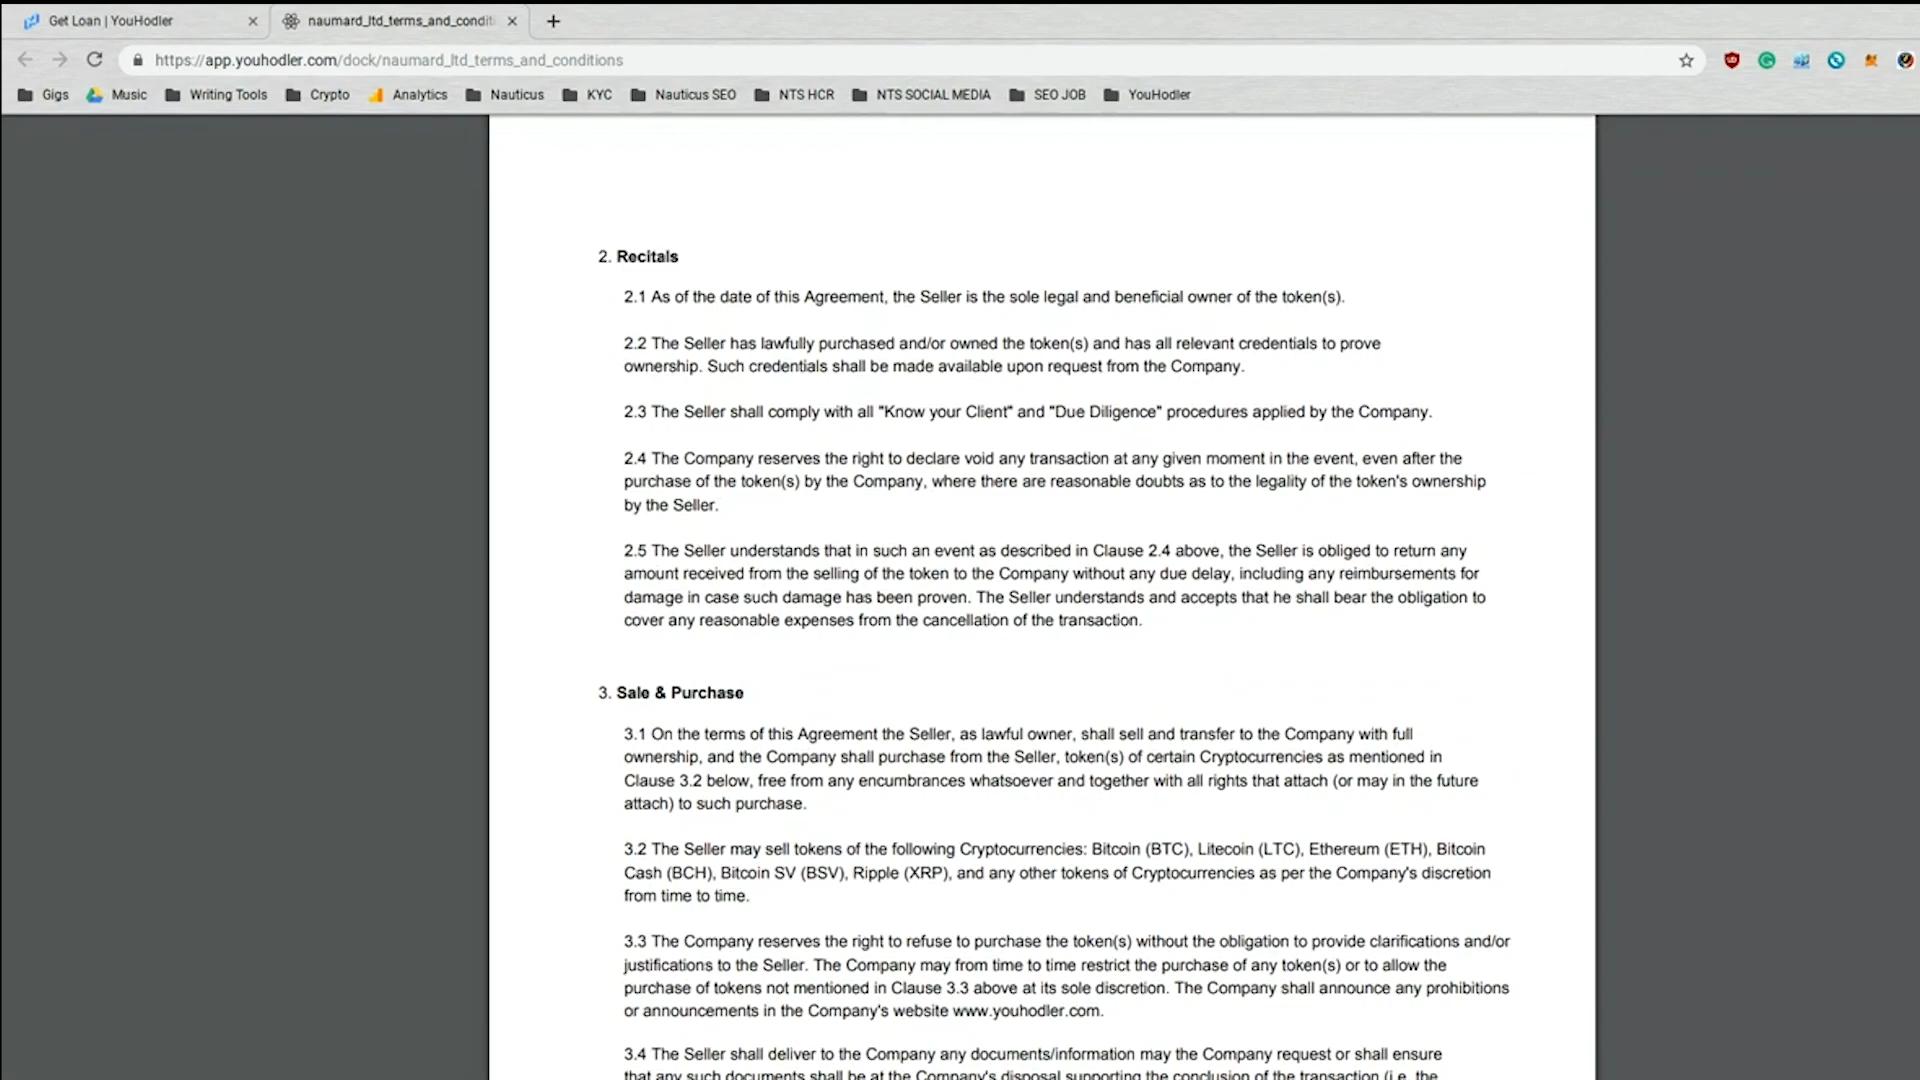 Get Loan | YouHodler
naumard_ltd_terms_and_condit
https://app.youhodler.com/dock/naumard_ltd_terms_and_conditions
Gigs Music Writing Tools Crypto Analytics Nauticus KYC Nauticus SEO NTS HCR NTS SOCIAL MEDIA SEO JOB YouHodler
2. Recitals
2.1 As of the date of this Agreement, the Seller is the sole legal and beneficial owner of the token(s).
2.2 The Seller has lawfully purchased and/or owned the token(s) and has all relevant credentials to prove
ownership. Such credentials shall be made available upon request from the Company.
2.3 The Seller shall comply with all "Know your Client" and "Due Diligence" procedures applied by the Company.
2.4 The Company reserves the right to declare void any transaction at any given moment in the event, even after the
purchase of the token(s) by the Company, where there are reasonable doubts as to the legality of the token's ownership
by the Seller.
2.5 The Seller understands that in such an event as described in Clause 2.4 above, the Seller is obliged to return any
amount received from the selling of the token to the Company without any due delay, including any reimbursements for
damage in case such damage has been proven. The Seller understands and accepts that he shall bear the obligation to
cover any reasonable expenses from the cancellation of the transaction.
3. Sale & Purchase
3.1 On the terms of this Agreement the Seller, as lawful owner, shall sell and transfer to the Company with full
ownership, and the Company shall purchase from the Seller, token(s) of certain Cryptocurrencies as mentioned in
Clause 3.2 below, free from any encumbrances whatsoever and together with all rights that attach (or may in the future
attach) to such purchase.
3.2 The Seller may sell tokens of the following Cryptocurrencies: Bitcoin (BTC), Litecoin (LTC), Ethereum (ETH), Bitcoin
Cash (BCH), Bitcoin SV (BSV), Ripple (XRP), and any other tokens of Cryptocurrencies as per the Company's discretion
from time to time.
3.3 The Company reserves the right to refuse to purchase the token(s) without the obligation to provide clarifications and/or
justifications to the Seller. The Company may from time to time restrict the purchase of any token(s) or to allow the
purchase of tokens not mentioned in Clause 3.3 above at its sole discretion. The Company shall announce any prohibitions
or announcements in the Company's website www.youhodler.com.
3.4 The Seller shall deliver to the Company any documents/information may the Company request or shall ensure
that any such documents shall be at the Company's disposal supporting the conclusion of the transaction (i.e. the